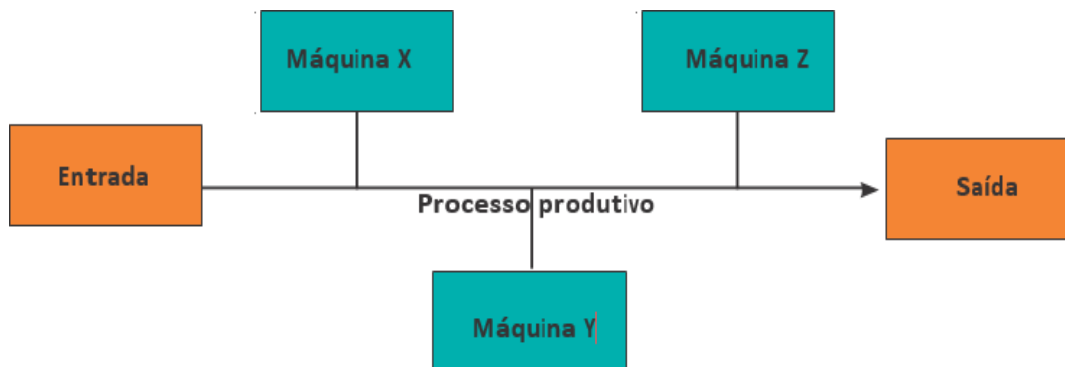 Máquina X
Máquina Z
Entrada
Processo produtivo
Saída
Máquina Y